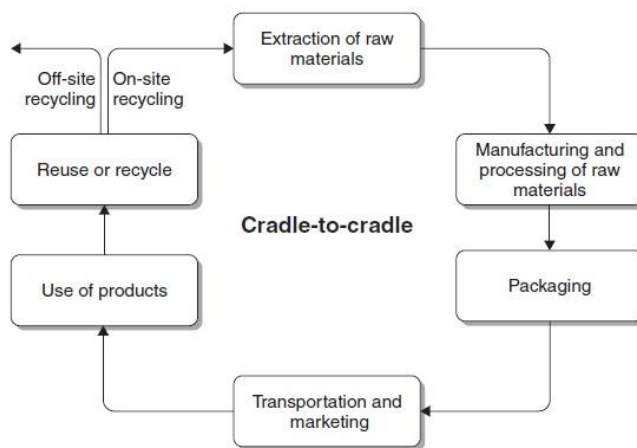 Extraction of raw
materials
Off-site
recycling
On-site
recycling
Reuse or recycle
Manufacturing and
processing of raw
materials
Cradle-to-cradle
Use of products
Packaging
Transportation and
marketing